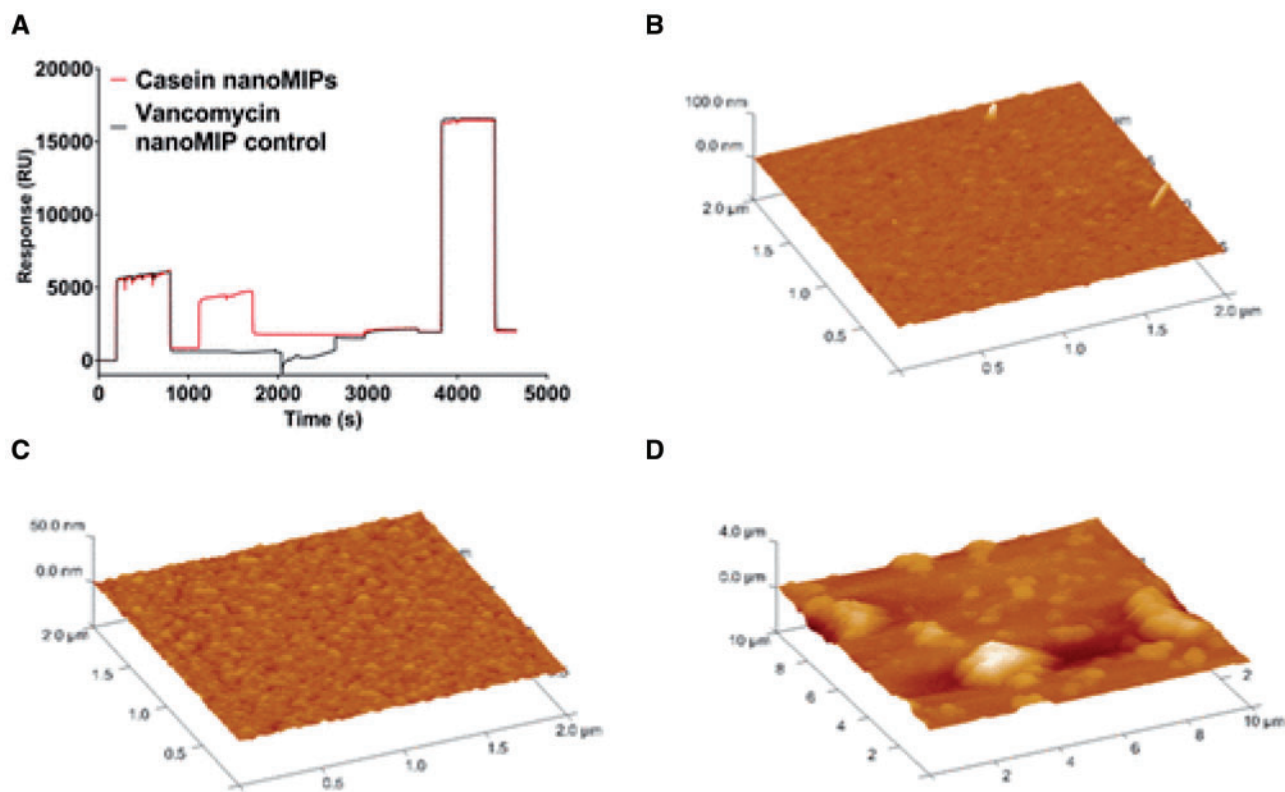 A
20000
15000
10000
5000
0
Response (RU)
Casein nanoMIPs
Vancomycin
nanoMIP control
0 1000 2000 3000 4000 5000
Time (s)
B
100.0 nm
0.0 nm
2.0 µm
1.5
1.0
0.5
0.5
1.0
1.5
2.0 µm
µm
C
50.0 nm
0.0 nm
2.0 µm
1.5
1.0
0.5
0.5
1.0
1.5
2.0 µm
D
4.0 µm
0.0 µm
10 µm
8
6
4
2
2
4
6
8
10 µm
2